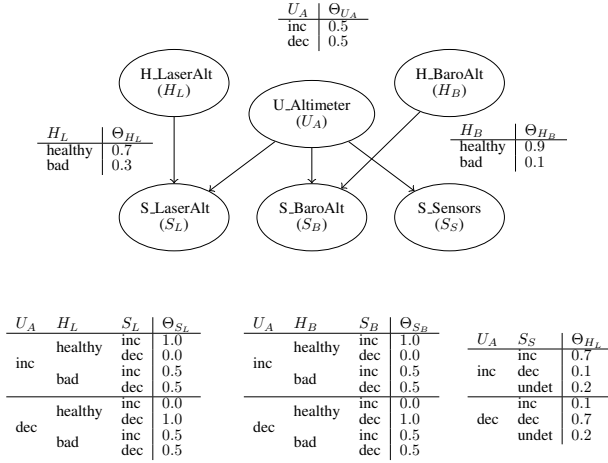 U_A Θ_{U_A}
inc 0.5
dec 0.5
H_LaserAlt
(H_L)
H_BaroAlt
(H_B)
U_Altimeter
(U_A)
H_L Θ_{H_L}
healthy 0.7
bad 0.3
H_B Θ_{H_B}
healthy 0.9
bad 0.1
S_LaserAlt
(S_L)
S_BaroAlt
(S_B)
S_Sensors
(S_S)
U_A H_L S_L Θ_{S_L}
inc healthy inc 1.0
dec 0.0
bad inc 0.5
dec 0.5
dec healthy inc 0.0
dec 1.0
bad inc 0.5
dec 0.5
U_A H_B S_B Θ_{S_B}
inc healthy inc 1.0
dec 0.0
bad inc 0.5
dec 0.5
dec healthy inc 0.0
dec 1.0
bad inc 0.5
dec 0.5
U_A S_S Θ_{H_L}
inc inc 0.7
dec 0.1
undet 0.2
dec inc 0.1
dec 0.7
undet 0.2